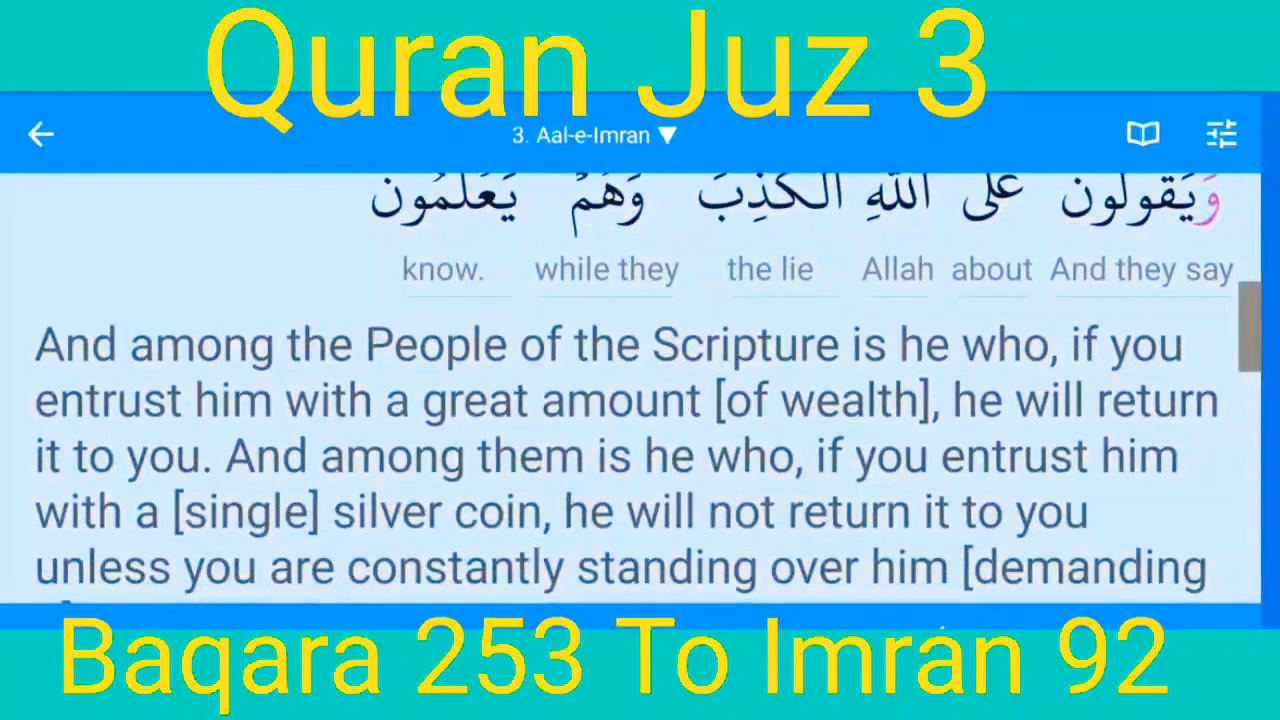 Quran Juz 3
3. Aal-e-Imran
وَيَقُولُونَ عَلَى اللَّهِ الْكَذِبَ وَهُمْ يَعْلَمُونَ
know. while they the lie Allah about And they say
And among the People of the Scripture is he who, if you
entrust him with a great amount [of wealth], he will return
it to you. And among them is he who, if you entrust him
with a [single] silver coin, he will not return it to you
unless you are constantly standing over him [demanding
Baqara 253 To Imran 92